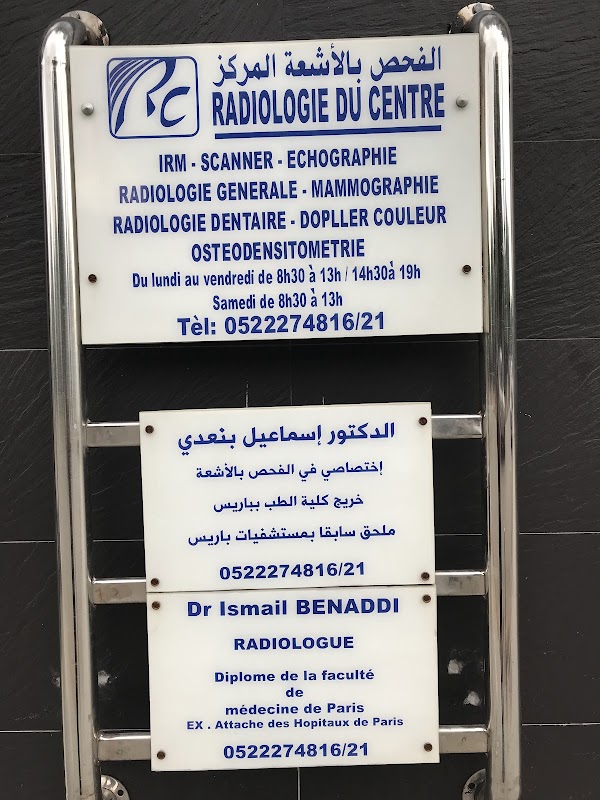 الفحص بالأشعة المركز
RADIOLOGIE DU CENTRE
IRM - SCANNER - ECHOGRAPHIE
RADIOLOGIE GENERALE - MAMMOGRAPHIE
RADIOLOGIE DENTAIRE - DOPLLER COULEUR
OSTEODENSITOMETRIE
Du lundi au vendredi de 8h30 à 13h / 14h30à 19h
Samedi de 8h30 à 13h
Tèl: 0522274816/21
الدكتور إسماعيل بنعدي
إختصاصي في الفحص بالأشعة
خريج كلية الطب بباريس
ملحق سابقا بمستشفيات باريس
0522274816/21
Dr Ismail BENADDI
RADIOLOGUE
Diplome de la faculté
de
médecine de Paris
EX . Attache des Hopitaux de Paris
0522274816/21